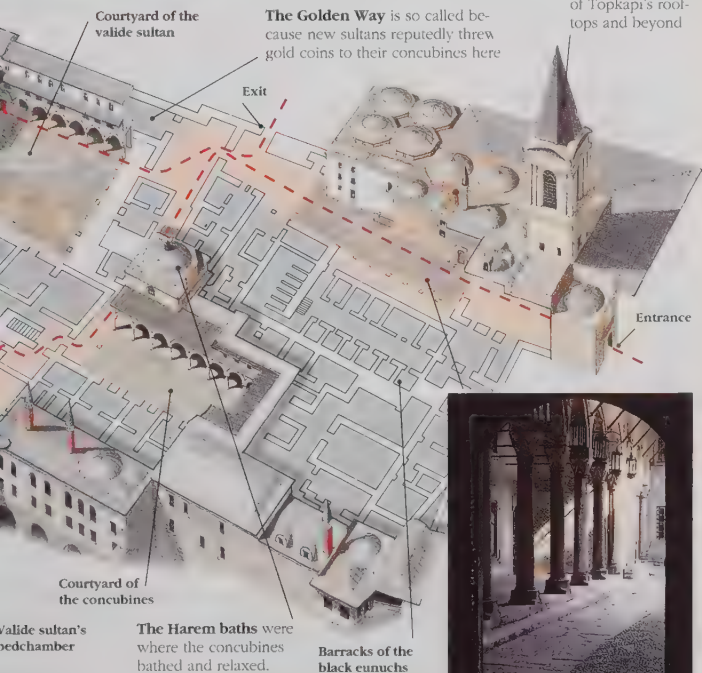 of Topkapı's roof-
tops and beyond
Courtyard of the
valide sultan
The Golden Way is so called be-
cause new sultans reputedly threw
gold coins to their concubines here
Exit
Entrance
Courtyard of
the concubines
Valide sultan's
bedchamber
The Harem baths were
where the concubines
bathed and relaxed.
Barracks of the
black eunuchs